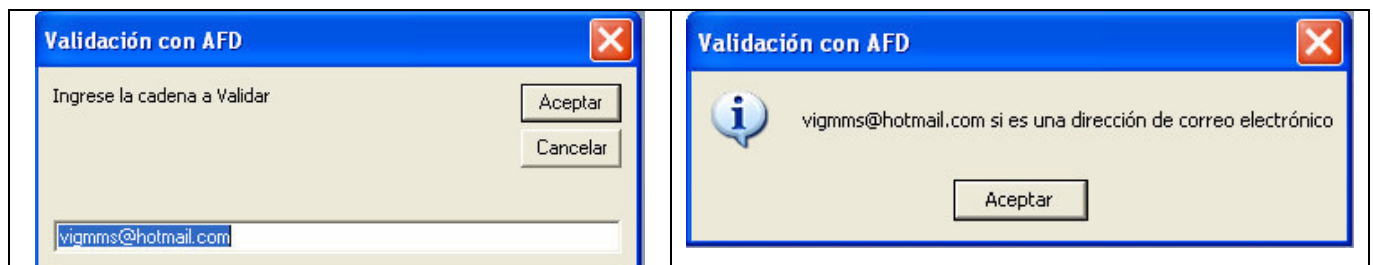 Validación con AFD
Ingrese la cadena a Validar
Aceptar
Cancelar
vigmms@hotmail.com
Validación con AFD
vigmms@hotmail.com si es una dirección de correo electrónico
Aceptar